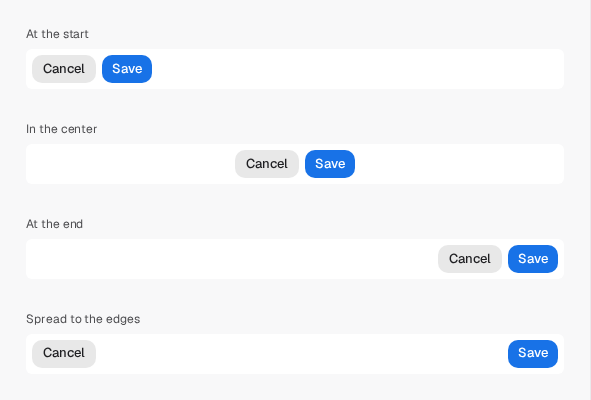 At the start
Cancel Save
In the center
Cancel Save
At the end
Cancel Save
Spread to the edges
Cancel Save